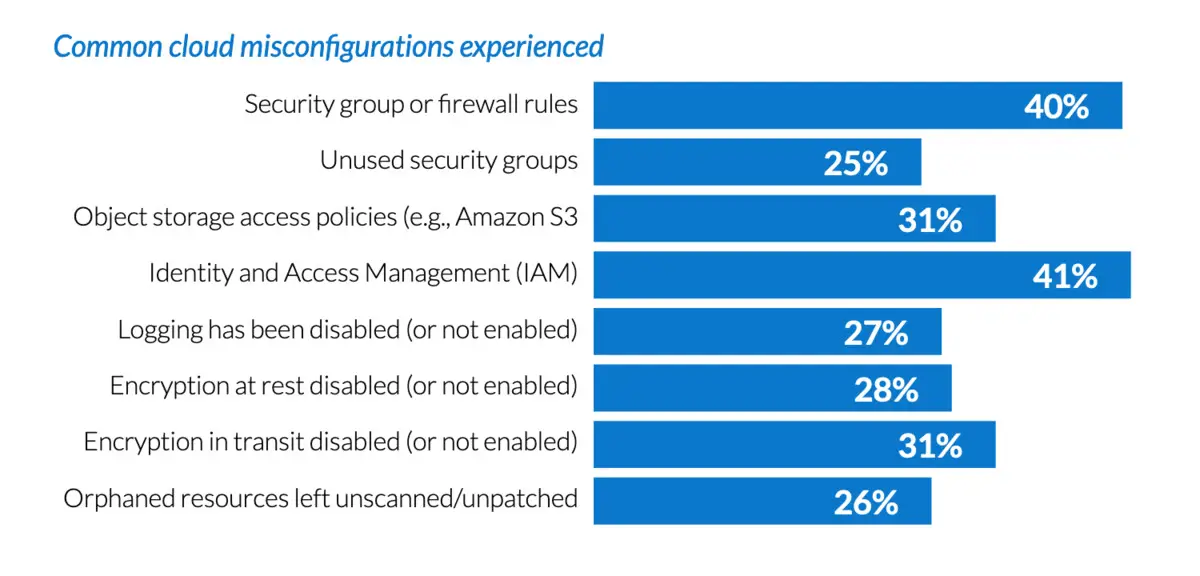 Common cloud misconfigurations experienced
Security group or firewall rules 40%
Unused security groups 25%
Object storage access policies (e.g., Amazon S3 31%
Identity and Access Management (IAM) 41%
Logging has been disabled (or not enabled) 27%
Encryption at rest disabled (or not enabled) 28%
Encryption in transit disabled (or not enabled) 31%
Orphaned resources left unscanned/unpatched 26%